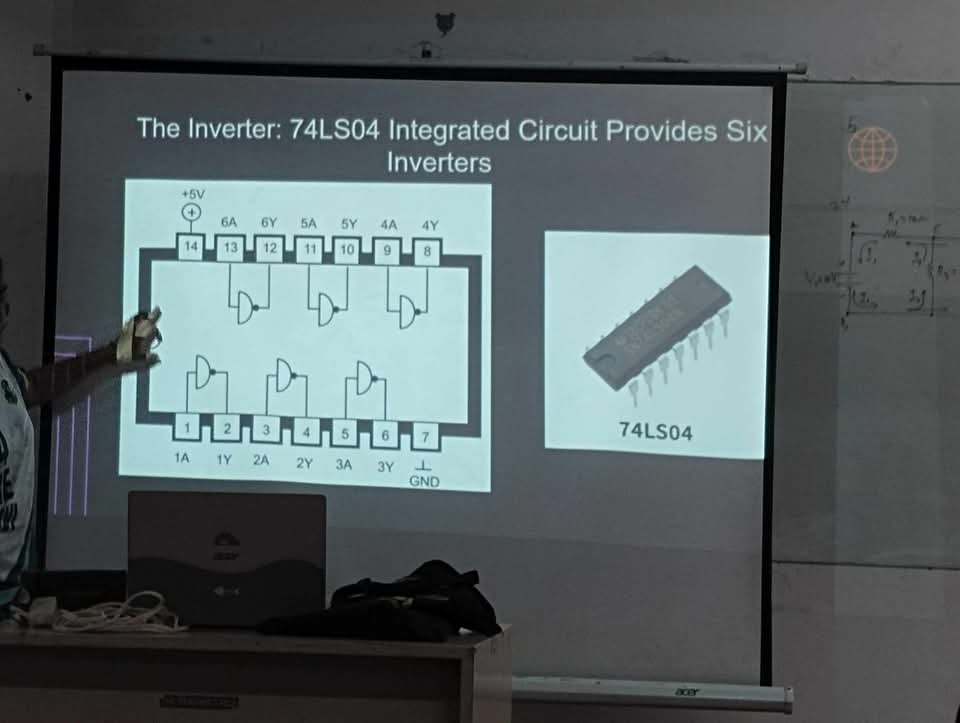 The Inverter: 74LS04 Integrated Circuit Provides Six
Inverters
+5V
6A 6Y 5A 5Y 4A 4Y
14 13 12 11 10 9 8
1 2 3 4 5 6 7
1A 1Y 2A 2Y 3A 3Y
GND
74LS04
acer
acer